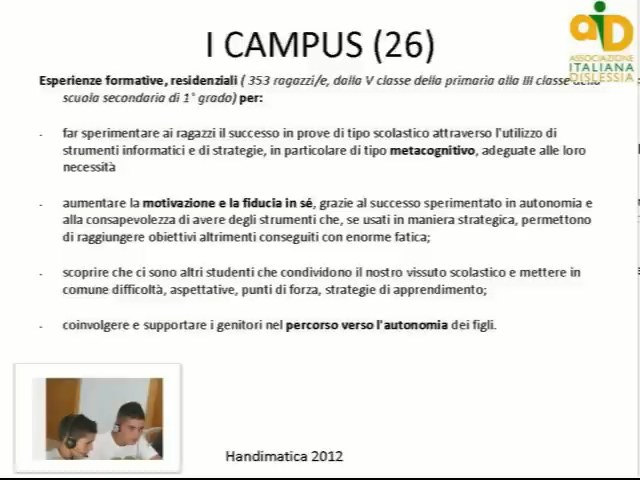 I CAMPUS (26)
aiD
ASSOCIAZIONE
ITALIANA
DISLESSIA
Esperienze formative, residenziali ( 353 ragazzi/e, dalla V classe della primaria alla III classe della
scuola secondaria di 1° grado) per:
- far sperimentare ai ragazzi il successo in prove di tipo scolastico attraverso l'utilizzo di
strumenti informatici e di strategie, in particolare di tipo metacognitivo, adeguate alle loro
necessità
- aumentare la motivazione e la fiducia in sé, grazie al successo sperimentato in autonomia e
alla consapevolezza di avere degli strumenti che, se usati in maniera strategica, permettono
di raggiungere obiettivi altrimenti conseguiti con enorme fatica;
- scoprire che ci sono altri studenti che condividono il nostro vissuto scolastico e mettere in
comune difficoltà, aspettative, punti di forza, strategie di apprendimento;
- coinvolgere e supportare i genitori nel percorso verso l'autonomia dei figli.
Handimatica 2012